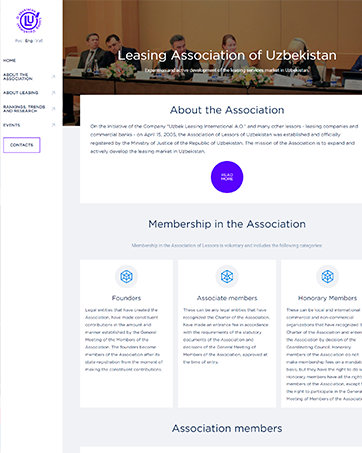 Рус Eng Uzb
HOME
ABOUT THE
ASSOCIATION
ABOUT LEASING
RANKINGS, TRENDS
AND RESEARCH
EVENTS
CONTACTS
Leasing Association of Uzbekistan
Expansion and active development of the leasing services market in Uzbekistan.
About the Association
On the initiative of the Company "Uzbek Leasing International A.O." and many other lessors - leasing companies and
commercial banks - on April 15, 2005, the Association of Lessors of Uzbekistan was established and officially
registered by the Ministry of Justice of the Republic of Uzbekistan. The mission of the Association is to expand and
actively develop the leasing market in Uzbekistan.
READ
MORE
Membership in the Association
Membership in the Association of Lessors is voluntary and includes the following categories:
Founders
Legal entities that have created the
Association, have made constituent
contributions in the amount and
manner established by the General
Meeting of the Members of the
Association. The founders become
members of the Association after its
state registration from the moment of
making the constituent contributions.
Associate members
These can be any legal entities that have
recognized the Charter of the Association,
have made an entrance fee in accordance
with the requirements of the statutory
documents of the Association and
decisions of the General Meeting of
Members of the Association, approved at
the time of entry.
Honorary Members
These can be local and international
commercial and non-commercial
organizations that have recognized t
Charter of the Association and entere
the Association by decision of the
Coordinating Council. Honorary
members of the Association do not
make membership fees on a mandato
basis, but they have the right to do so
Honorary members have all the right
members of the Association, except f
the right to participate in the General
Meeting of Members of the Associati
Association members